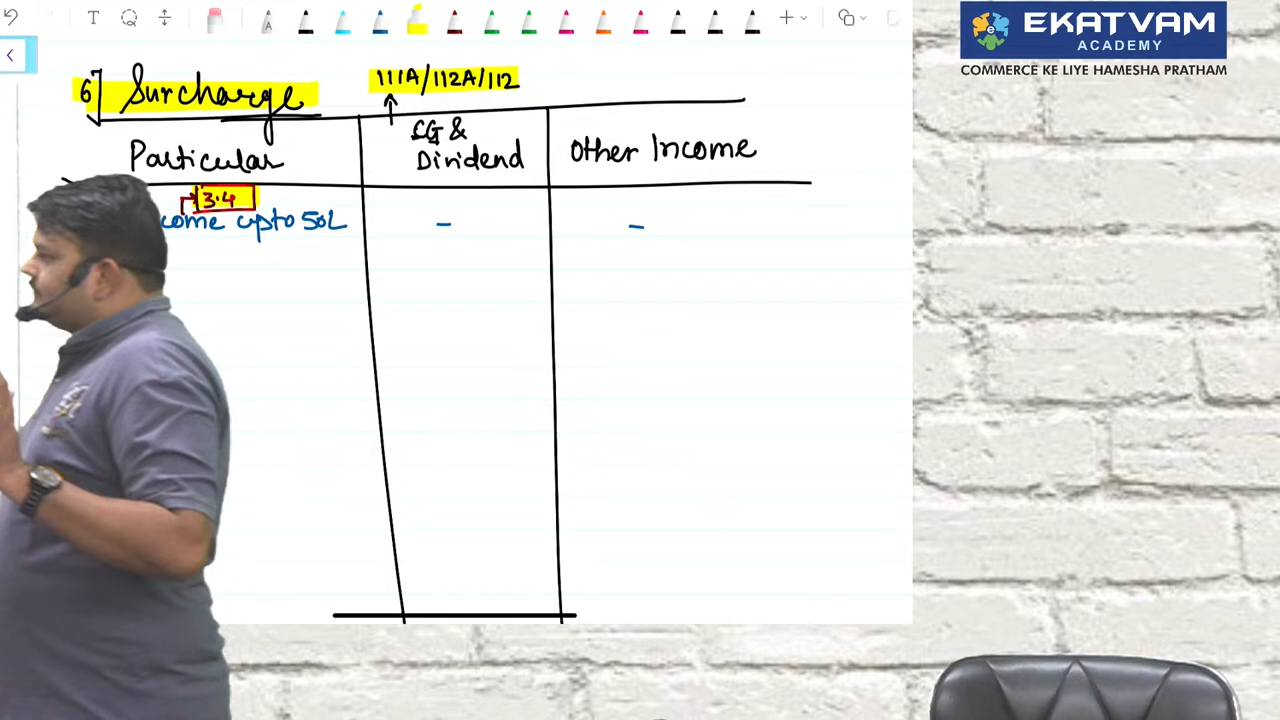 EKATVAM
ACADEMY
COMMERCE KE LIYE HAMESHA PRATHAM
6] Surcharge
111A/112A/112
Particular
CG &
Dividend
Other Income
3.4
come upto 50L
-
-